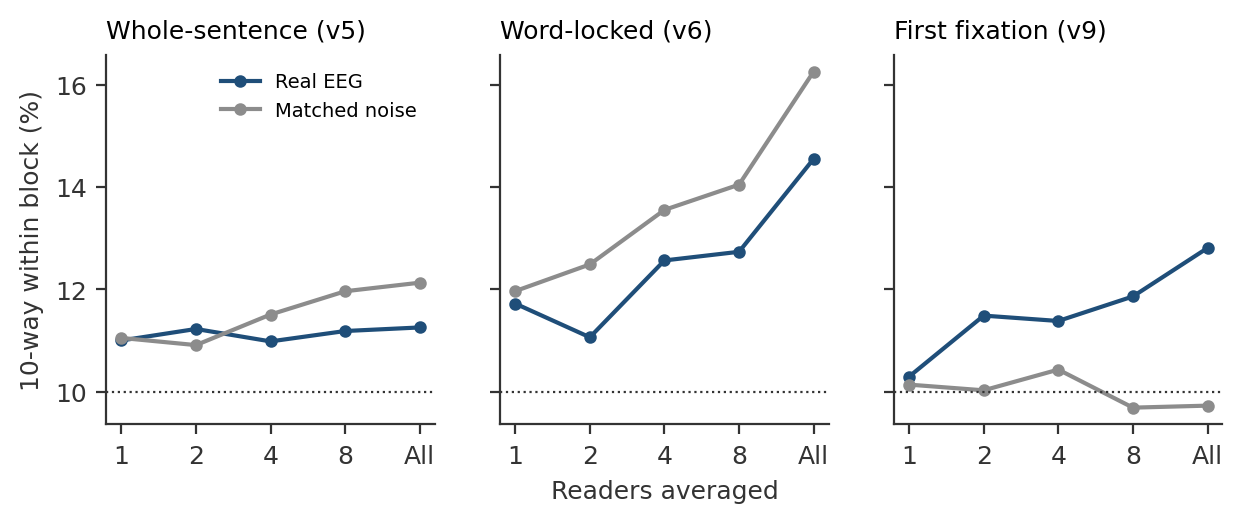 Whole-sentence (v5)
Word-locked (v6)
First fixation (v9)
Real EEG
Matched noise
10-way within block (%)
16
14
12
10
1 2 4 8 All
1 2 4 8 All
1 2 4 8 All
Readers averaged